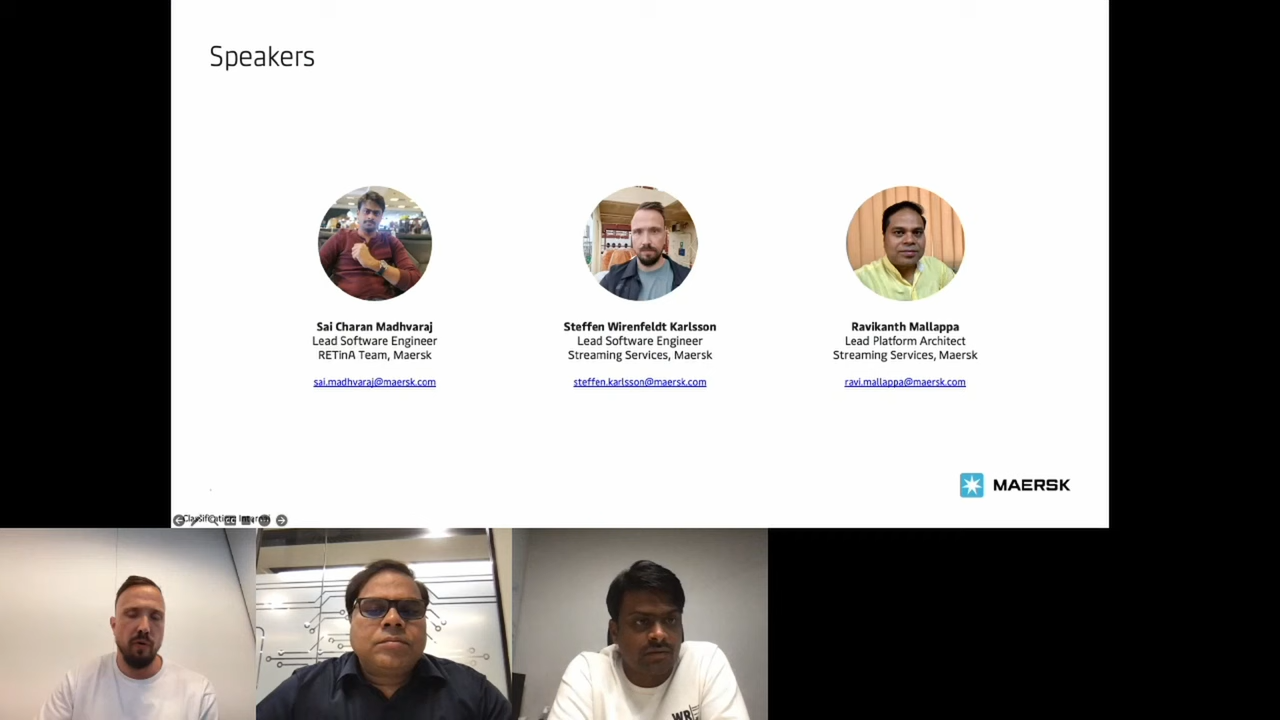 Speakers
Sai Charan Madhvaraj
Lead Software Engineer
RETinA Team, Maersk
sai.madhvaraj@maersk.com
Steffen Wirenfeldt Karlsson
Lead Software Engineer
Streaming Services, Maersk
steffen.karlsson@maersk.com
Ravikanth Mallappa
Lead Platform Architect
Streaming Services, Maersk
ravi.mallappa@maersk.com
MAERSK